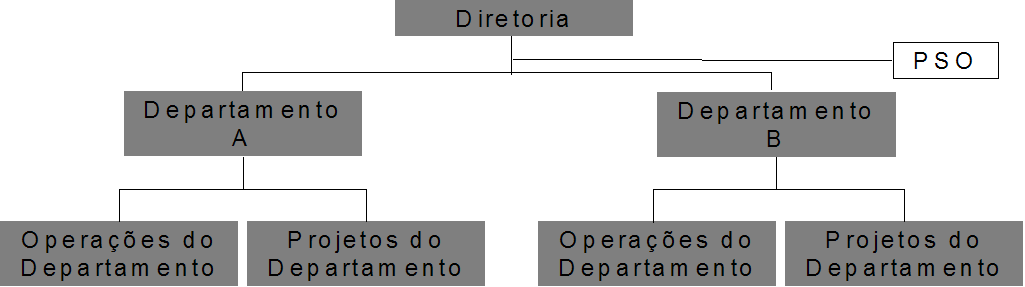 Diretoria
PSO
Departamento
A
Departamento
B
Operações do
Departamento
Projetos do
Departamento
Operações do
Departamento
Projetos do
Departamento